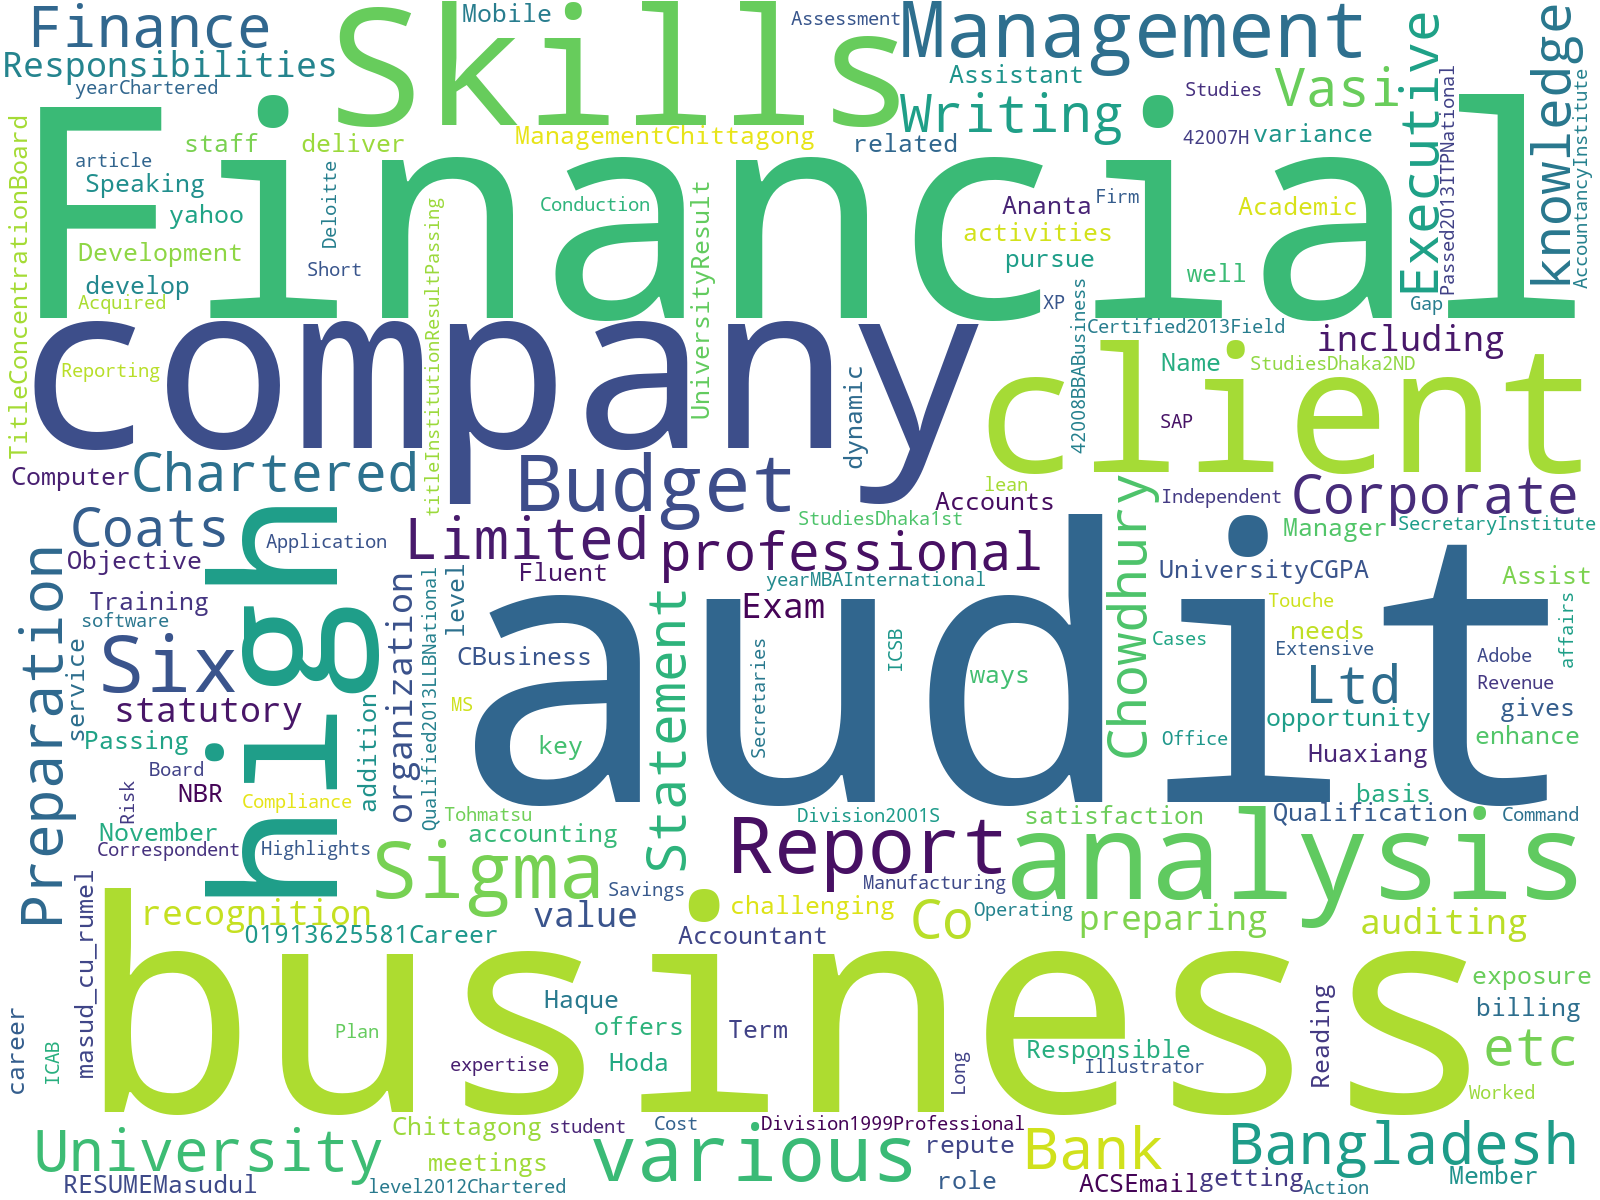 Finance
Skills
Mobile
Assessment
Management
Executive
knowledge
Responsibilities
yearChartered
Assistant
Writing
Studies
Vasi
TitleConcentrationBoard
Financial
staff
deliver
ManagementChittagong
related
42007H
variance
Passed2013ITPNational
AccountancyInstitute
article
Speaking
yahoo
Deloitte
Conduction
UniversityResult
Ananta
Firm
Academic
activities
Development
Short
pursue
well
develop
Acquired
titleInstitutionResultPassing
XP
42008BBABusiness
Gap
company
Certified2013Field
including
Reporting
dynamic
client
Name
StudiesDhaka2ND
SAP
Computer
Chartered
Budget
lean
Accounts
Independent
Corporate
StudiesDhaka1st
Coats
Application
Limited
professional
Chowdhury
Manager
SecretaryInstitute
Objective
high
Fluent
yearMBAInternational
UniversityCGPA
Assist
Preparation
Training
software
organization
Qualified2013LLBNational
level
Statement
Exam
audit
Touche
needs
affairs
Six
service
CBusiness
Secretaries
ICSB
ways
Cases
Extensive
Adobe
Revenue
Ltd
statutory
addition
MS
key
opportunity
gives
Passing
Office
Huaxiang
enhance
Board
Risk
NBR
Compliance
basis
November
Tohmatsu
accounting
Division2001S
satisfaction
Qualification
Command
Correspondent
Highlights
Sigma
Report
analysis
Savings
Manufacturing
masud_cu_rumel
recognition
value
challenging
Co
Operating
preparing
auditing
01913625581Career
Accountant
business
exposure
Haque
billing
career
ICAB
Plan
offers
Term
Reading
etc
expertise
Hoda
Long
Responsible
Illustrator
Worked
University
Chittagong
student
various
Cost
Division1999Professional
repute
Bank
Bangladesh
meetings
Member
RESUMEMasudul
level2012Chartered
role
ACSEmail
getting
Action